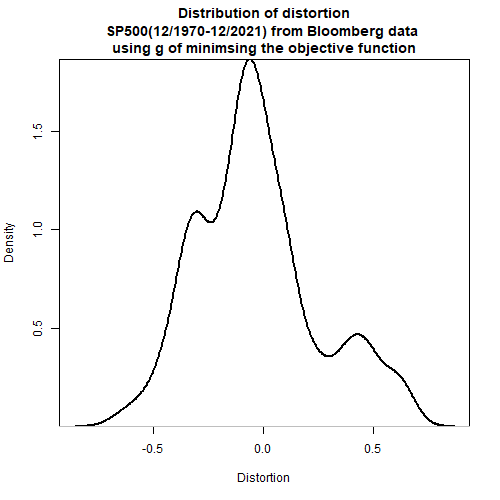 Distribution of distortion
SP500(12/1970-12/2021) from Bloomberg data
using g of minimsing the objective function
Density
1.5
1.0
0.5
-0.5
0.0
0.5
Distortion